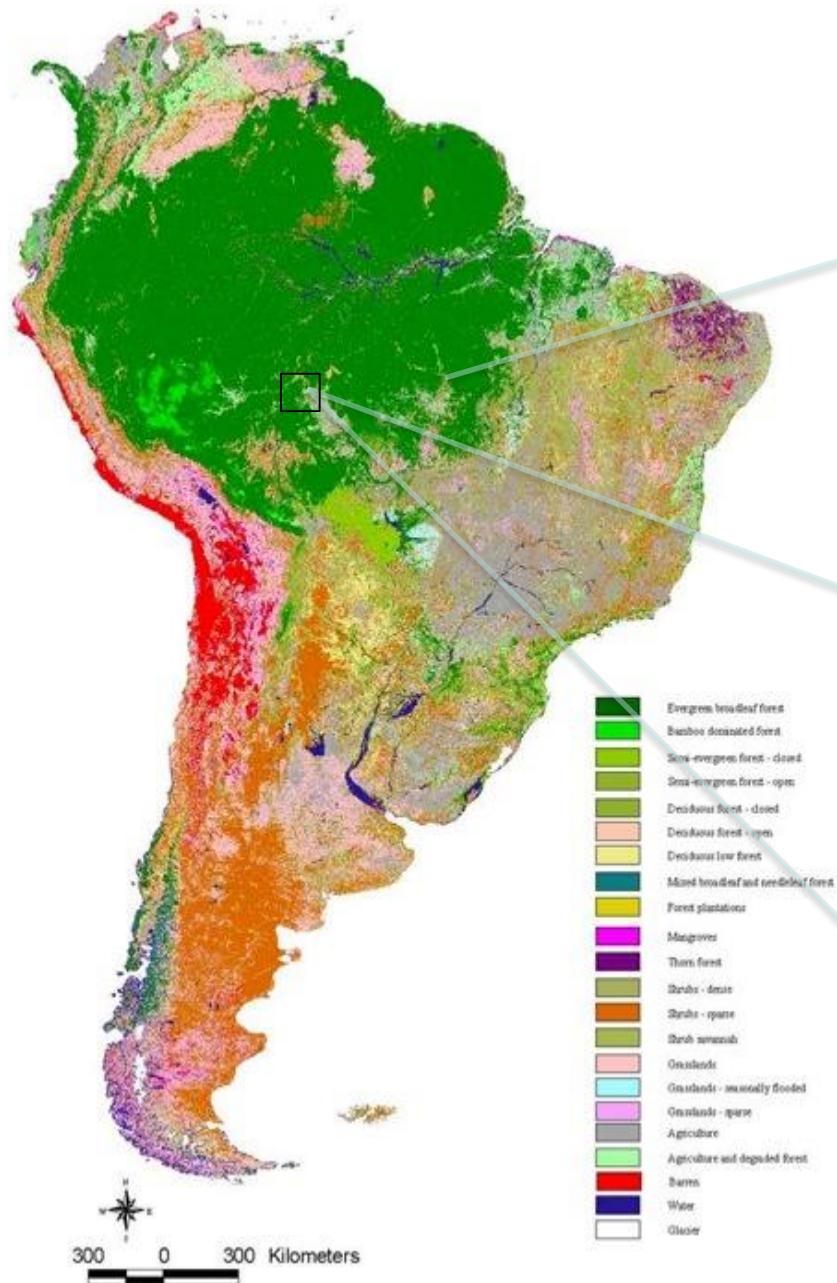 Evergreen broadleaf forest
Bamboo dominated forest
Semi-evergreen forest - closed
Semi-evergreen forest - open
Deciduous forest - closed
Deciduous forest - open
Deciduous low forest
Mixed broadleaf and needleleaf forest
Forest plantations
Mangroves
Thorn forest
Shrubs - dense
Shrubs - sparse
Shrub savannah
Grasslands
Grasslands - seasonally flooded
Grasslands - sparse
Agriculture
Agriculture and degraded forest
Barren
Water
Glacier
N
W E
S
300 0 300 Kilometers